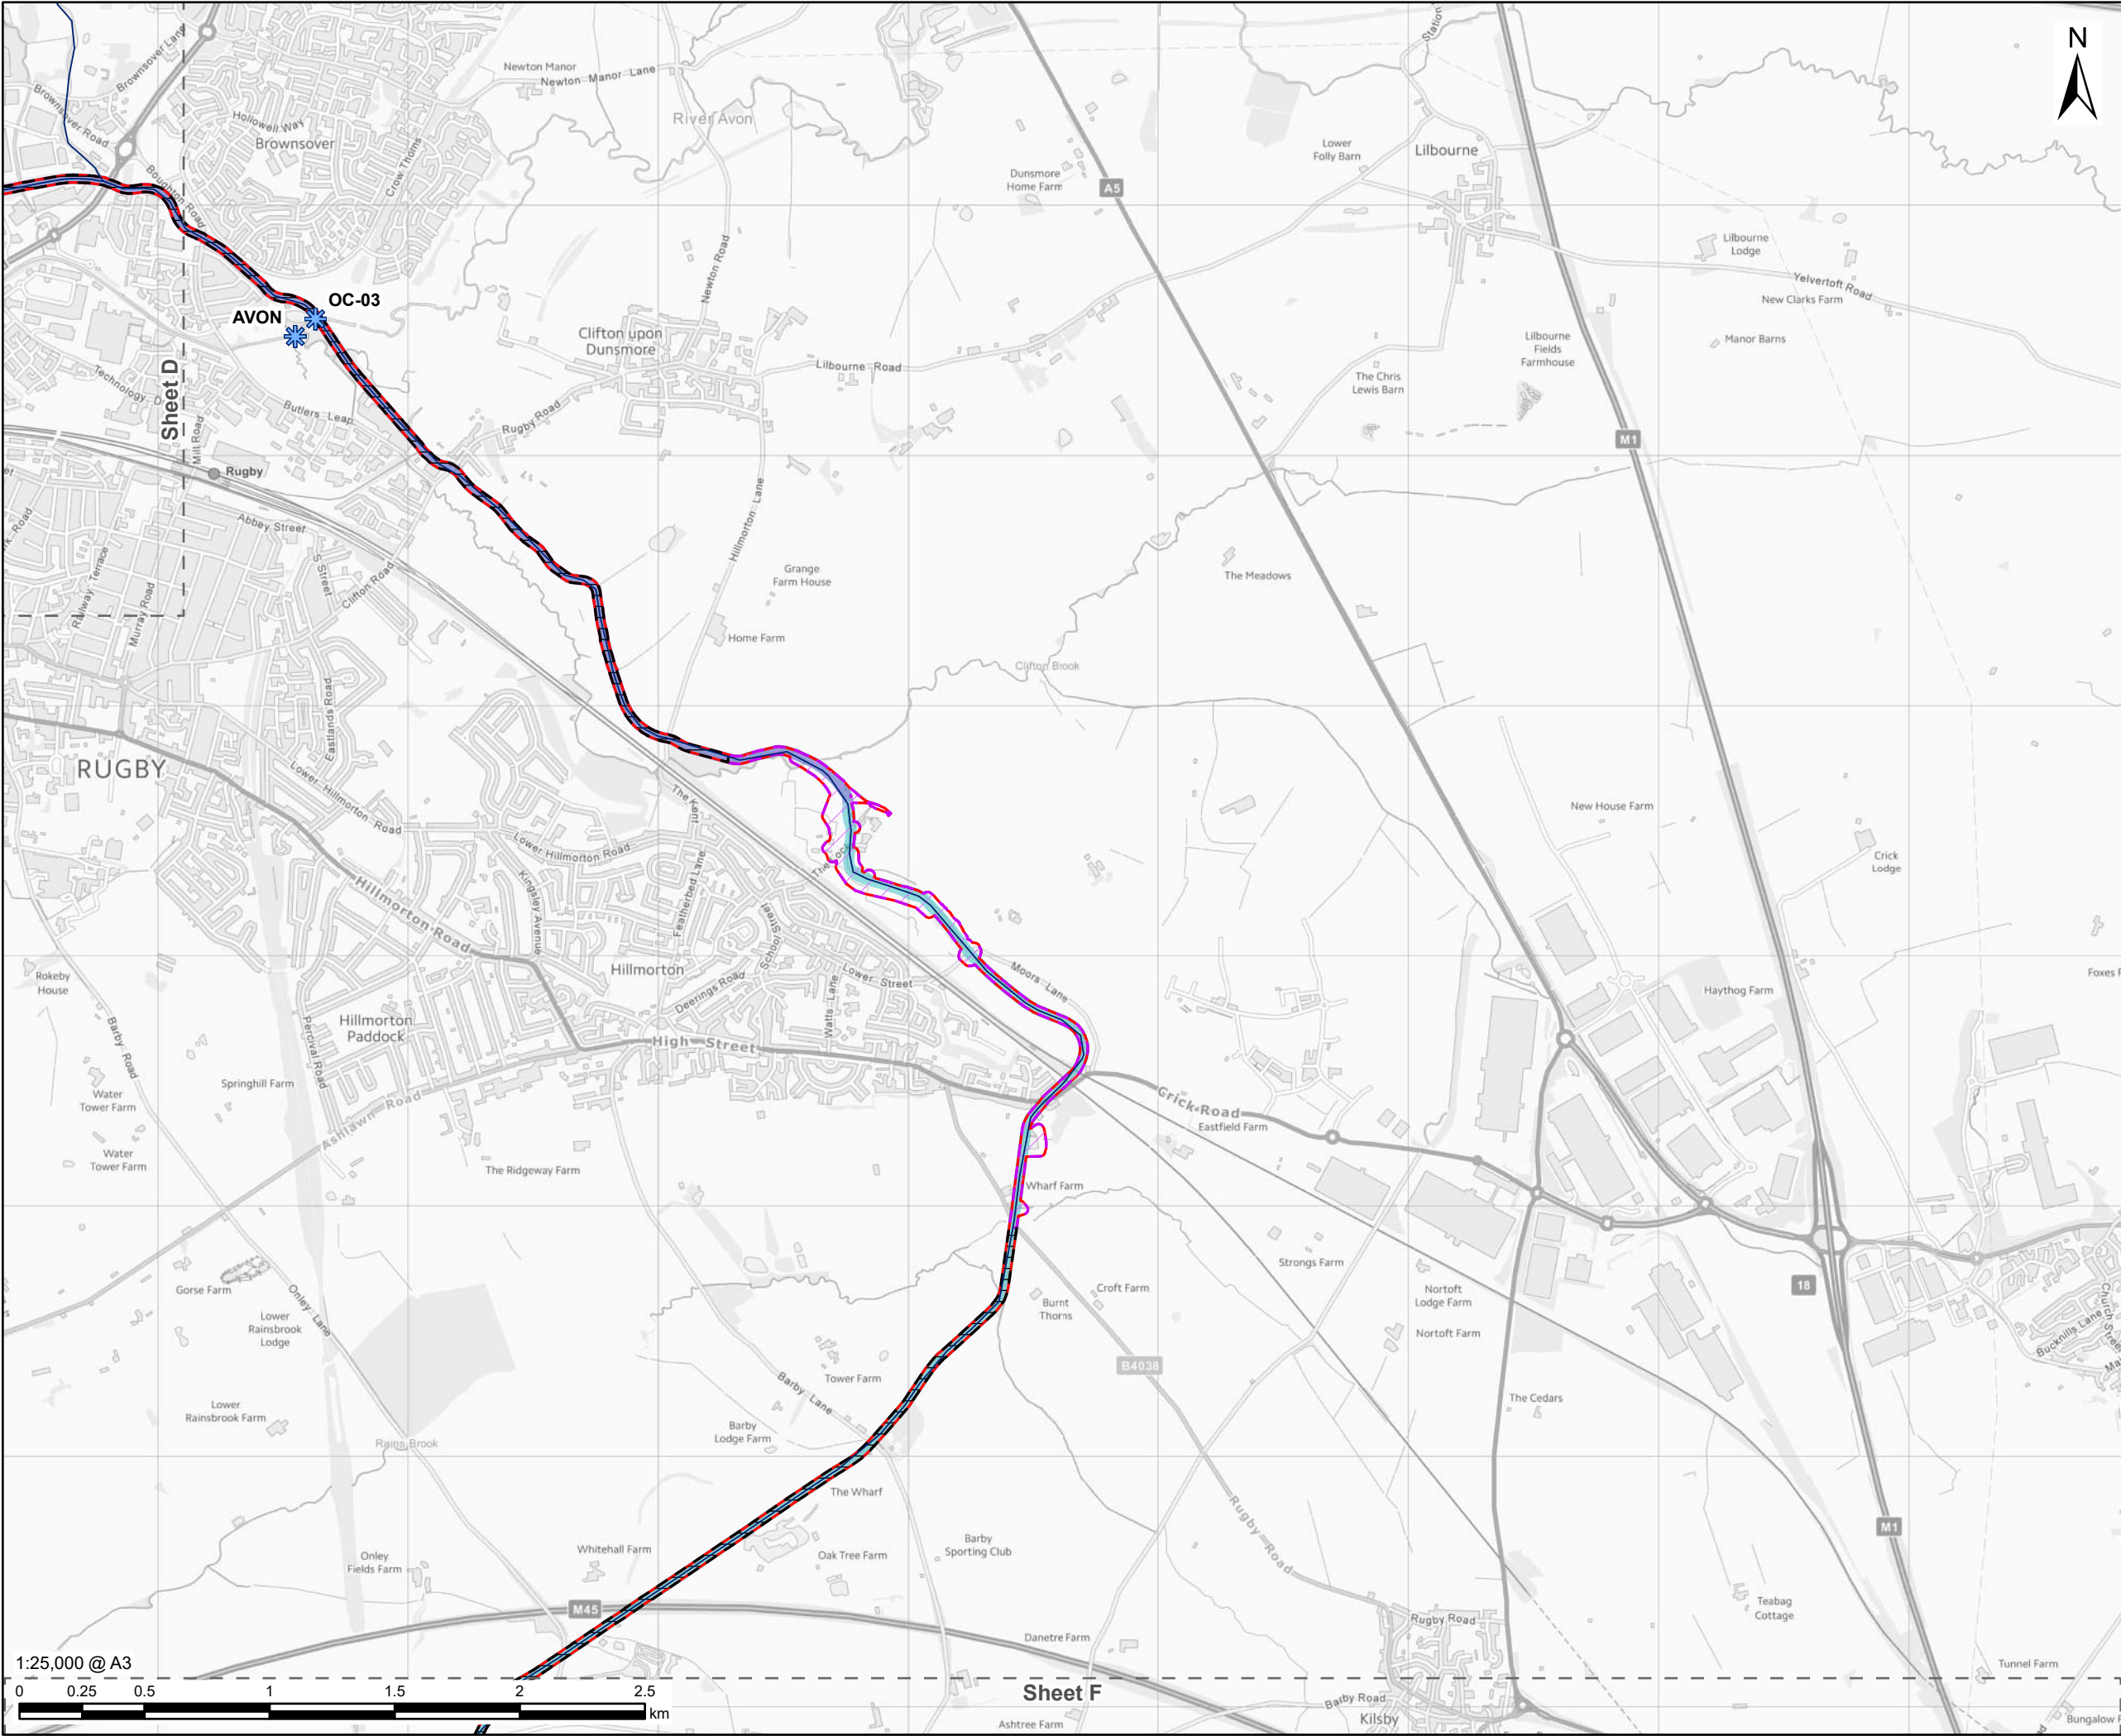 N
Brownsover Lane
Brownsover Road
Hollowell Way
Brownsover
Crow Thorns
Boughton Road
Newton Manor
Newton Manor Lane
River Avon
Station
Dunsmore
Home Farm
A5
Lower
Folly Barn
Lilbourne
Lilbourne
Lodge
Yelvertoft Road
New Clarks Farm
Manor Barns
Lilbourne
Fields
Farmhouse
The Chris
Lewis Barn
M1
OC-03
AVON
Sheet D
Newton Road
Clifton upon
Dunsmore
Lilbourne Road
Rugby Road
Butlers Leap
Mill Road
Rugby
Abbey Street
S Street
Clifton Road
Railway Terrace
Murray Road
Hillmorton Lane
Grange
Farm House
Home Farm
The Meadows
Clifton Brook
Eastlands Road
RUGBY
Lower Hillmorton Road
Lower Hillmorton Road
The Kent
Hillmorton Road
Kingsley Avenue
Featherbed Lane
School Street
Hillmorton
Deerings Road
Watts Lane
Lower Street
Moors Lane
New House Farm
Crick
Lodge
Haythog Farm
Rokeby
House
Barby Road
Hillmorton
Paddock
Percival Road
High Street
Springhill Farm
Water
Tower Farm
Ashlawn Road
Water
Tower Farm
The Ridgeway Farm
Crick Road
Eastfield Farm
Wharf Farm
Strongs Farm
Croft Farm
Burnt
Thorns
Nortoft
Lodge Farm
Nortoft Farm
18
Bucknills Lane
Gorse Farm
Lower
Rainsbrook
Lodge
Onley Lane
B4038
Tower Farm
Barby Lane
Barby
Lodge Farm
The Cedars
Lower
Rainsbrook Farm
Rains Brook
The Wharf
Rugby Road
M1
Onley
Fields Farm
Whitehall Farm
Oak Tree Farm
Barby
Sporting Club
M45
Teabag
Cottage
Rugby Road
Danetre Farm
Tunnel Farm
1:25,000 @ A3
0 0.25 0.5 1 1.5 2 2.5
km
Sheet F
Barby Road
Kilsby
Ashtree Farm
Bungalow